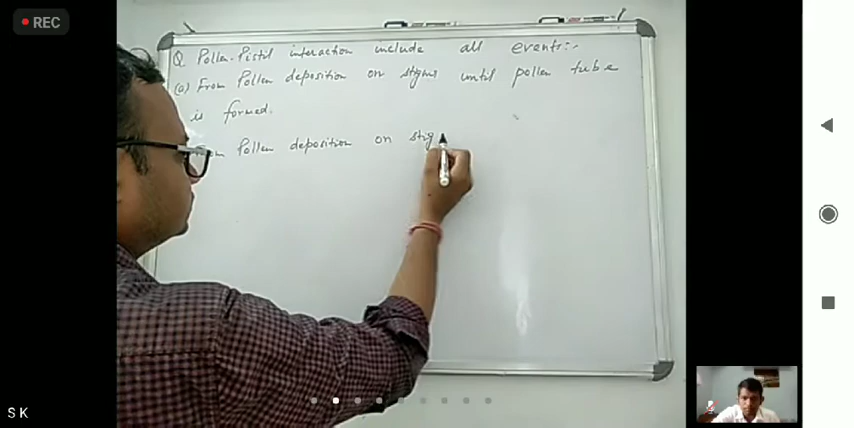 REC
Q Pollen-Pistil interaction include all events:-
(a) From Pollen deposition on stigma until pollen tube
is formed.
Pollen deposition on stig
S K